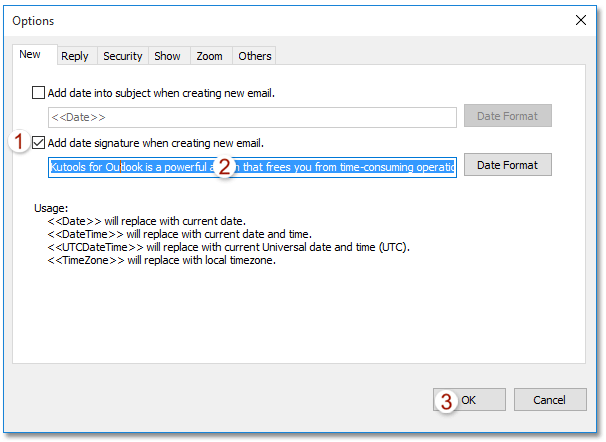 Options
New Reply Security Show Zoom Others
Add date into subject when creating new email.
<<Date>> Date Format
1 Add date signature when creating new email.
Kutools for Outlook is a powerful 2 that frees you from time-consuming operatio Date Format
Usage:
<<Date>> will replace with current date.
<<DateTime>> will replace with current date and time.
<<UTCDateTime>> will replace with current Universal date and time (UTC).
<<TimeZone>> will replace with local timezone.
3 OK Cancel